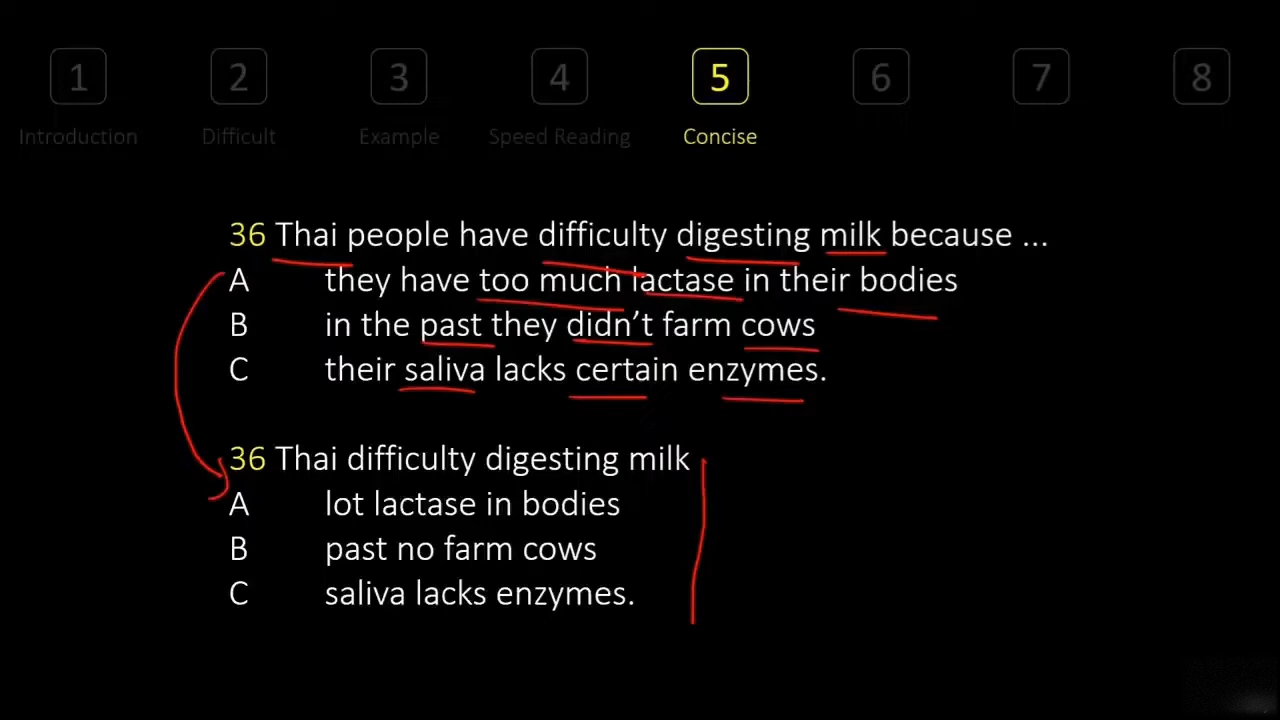 1 2 3 4 5 6 7 8
Introduction Difficult Example Speed Reading Concise
36 Thai people have difficulty digesting milk because ...
A they have too much lactase in their bodies
B in the past they didn’t farm cows
C their saliva lacks certain enzymes.
36 Thai difficulty digesting milk
A lot lactase in bodies
B past no farm cows
C saliva lacks enzymes.